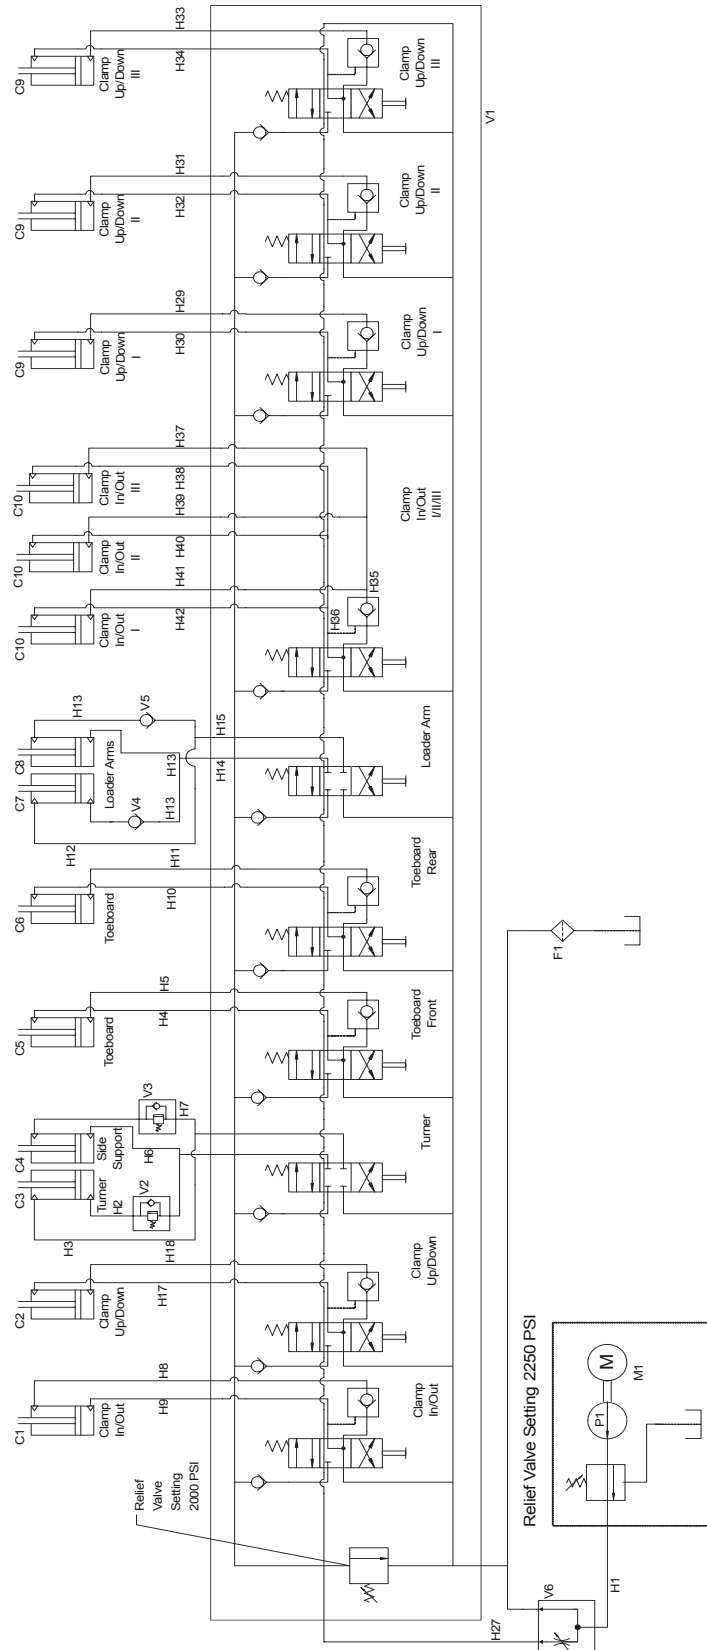 H33
H34
C9
Clamp
Up/Down
III
Clamp
Up/Down
III
V1
H31
H32
C9
Clamp
Up/Down
II
Clamp
Up/Down
II
H29
H30
C9
Clamp
Up/Down
I
Clamp
Up/Down
I
H37
H38
H39
H40
H41
H42
C10
Clamp
In/Out
III
C10
Clamp
In/Out
II
C10
Clamp
In/Out
I
H35
H36
Clamp
In/Out
I/II/III
H13
V5
C8
C7
Loader Arms
V4
H13
H13
H15
H14
H12
H11
Loader Arm
C6
Toeboard
H10
Toeboard
Rear
C5
Toeboard
H5
H4
Toeboard
Front
C4
Side
Support
V3
H7
H6
C3
Turner
H2
V2
H3
H18
Turner
C2
Clamp
Up/Down
H17
Clamp
Up/Down
C1
Clamp
In/Out
H8
H9
Clamp
In/Out
Relief
Valve
Setting
2000 PSI
F1
Relief Valve Setting 2250 PSI
M
M1
P1
V6
H1
H27